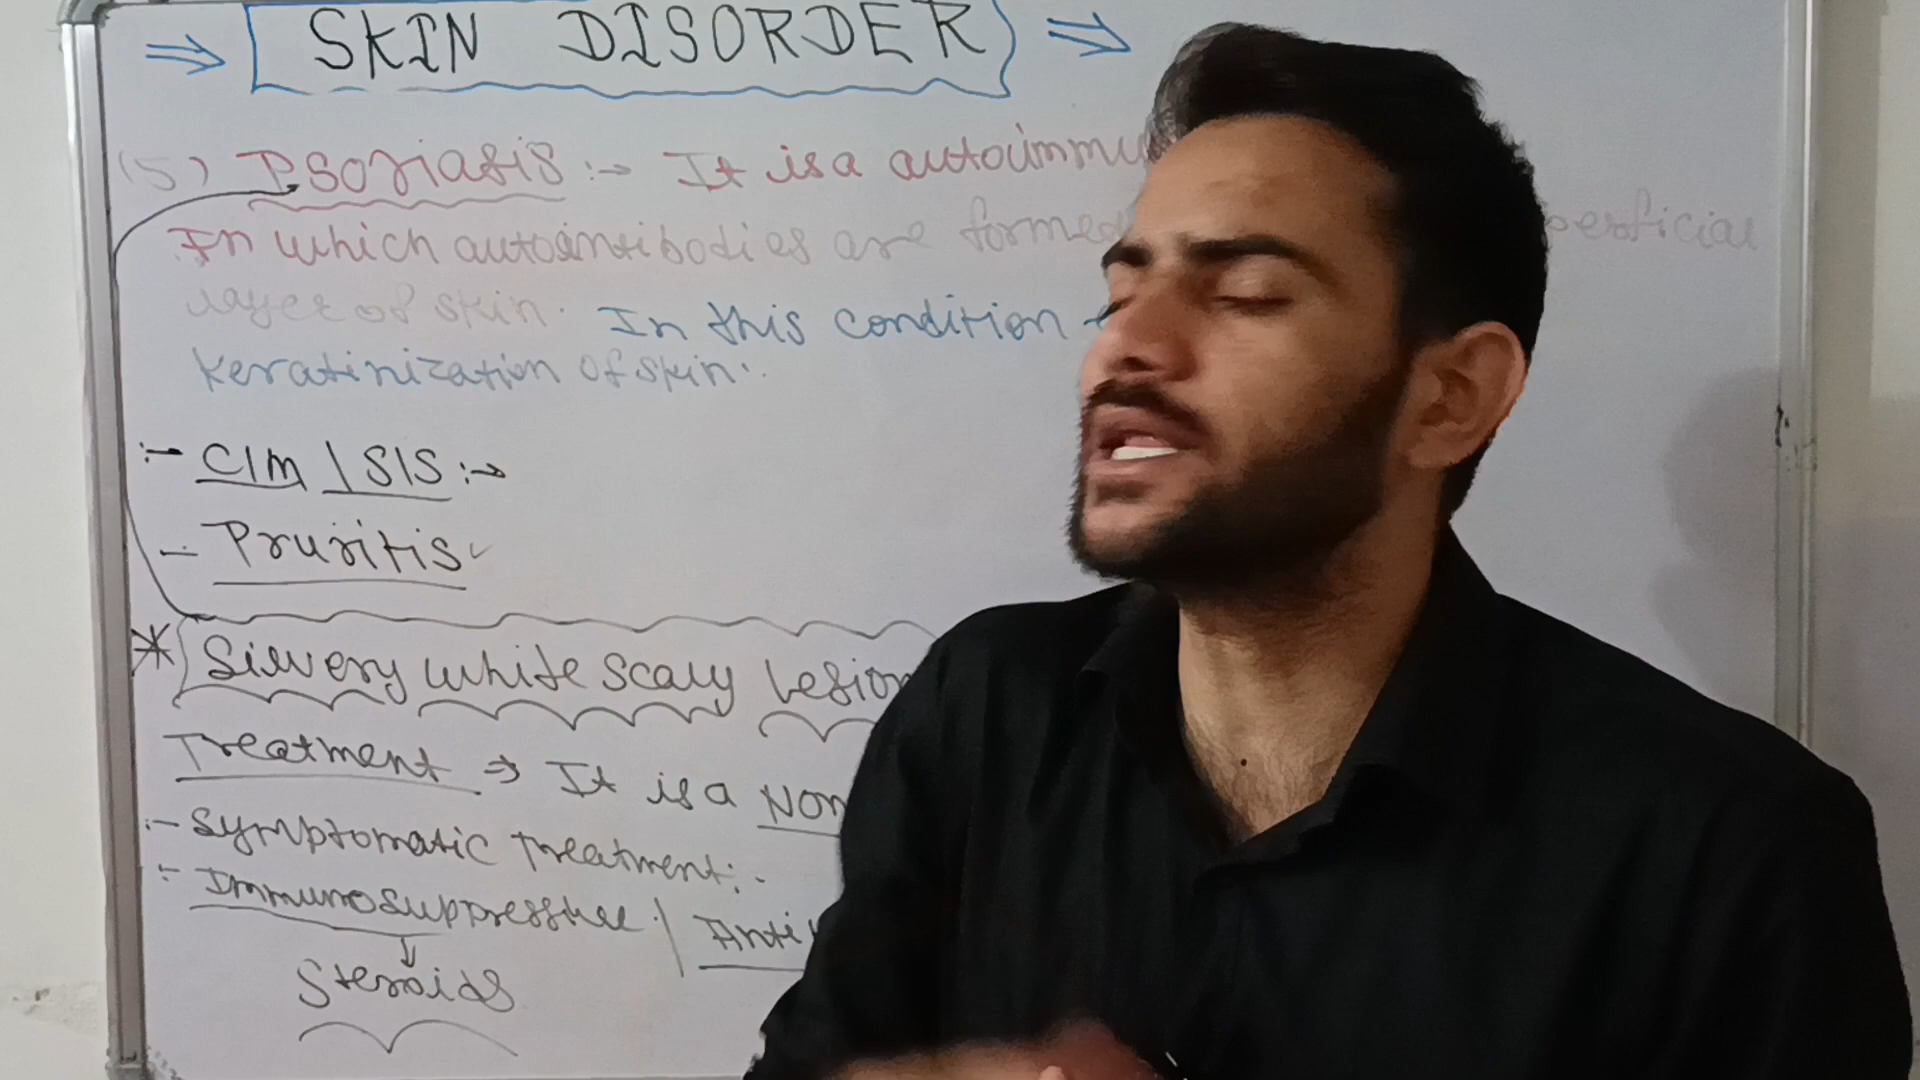 ⇒ SKIN DISORDER ⇒
(5) Psoriasis :→ It is a autoimmu
In which autoantibodies are formed perficial
layer of skin. In this condition
Keratinization of skin.
:- C/M | S/S :→
- Pruritis ✓
* Silvery white scaly lesion
Treatment ⇒ It is a Non
:- Symptomatic Treatment:-
:- Immunosuppressive / Anti
↓
Steroids